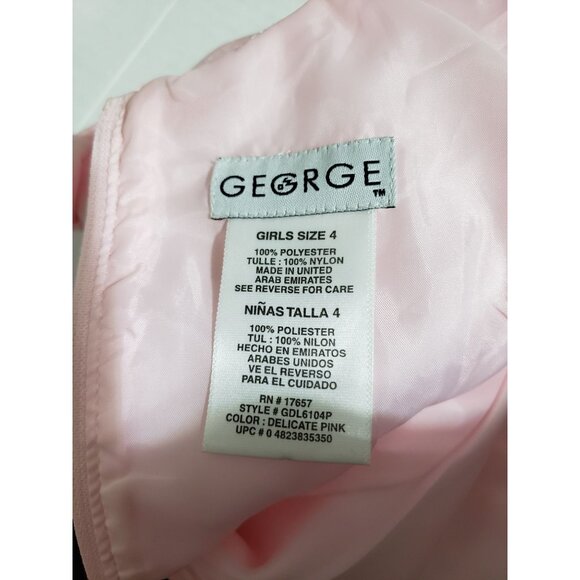 GEORGE
™
GIRLS SIZE 4
100% POLYESTER
TULLE : 100% NYLON
MADE IN UNITED
ARAB EMIRATES
SEE REVERSE FOR CARE
NIÑAS TALLA 4
100% POLIESTER
TUL : 100% NILON
HECHO EN EMIRATOS
ARABES UNIDOS
VE EL REVERSO
PARA EL CUIDADO
RN # 17657
STYLE # GDL6104P
COLOR : DELICATE PINK
UPC # 0 4823835350